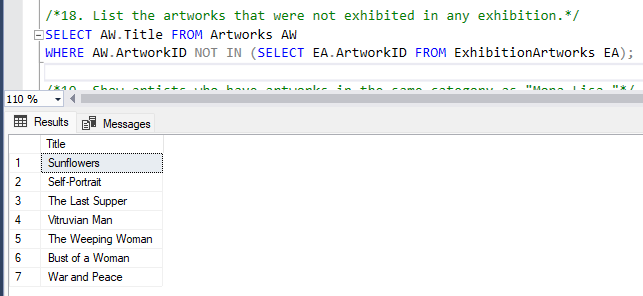 /*18. List the artworks that were not exhibited in any exhibition.*/
SELECT AW.Title FROM Artworks AW
WHERE AW.ArtworkID NOT IN (SELECT EA.ArtworkID FROM ExhibitionArtworks EA);
/*19. Show artists who have artworks in the same category as "Mona Lisa."*/
110 %
Results Messages
Title
1 Sunflowers
2 Self-Portrait
3 The Last Supper
4 Vitruvian Man
5 The Weeping Woman
6 Bust of a Woman
7 War and Peace